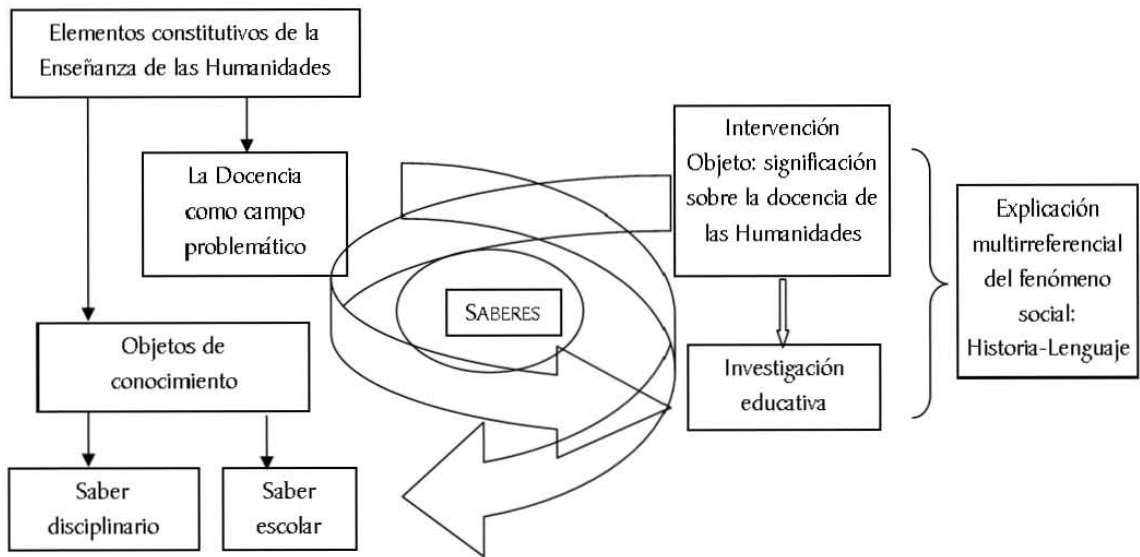 Elementos constitutivos de la
Enseñanza de las Humanidades
La Docencia
como campo
problemático
Objetos de
conocimiento
Saber
disciplinario
Saber
escolar
SABERES
Intervención
Objeto: significación
sobre la docencia de
las Humanidades
Investigación
educativa
Explicación
multirreferencial
del fenómeno
social:
Historia-Lenguaje